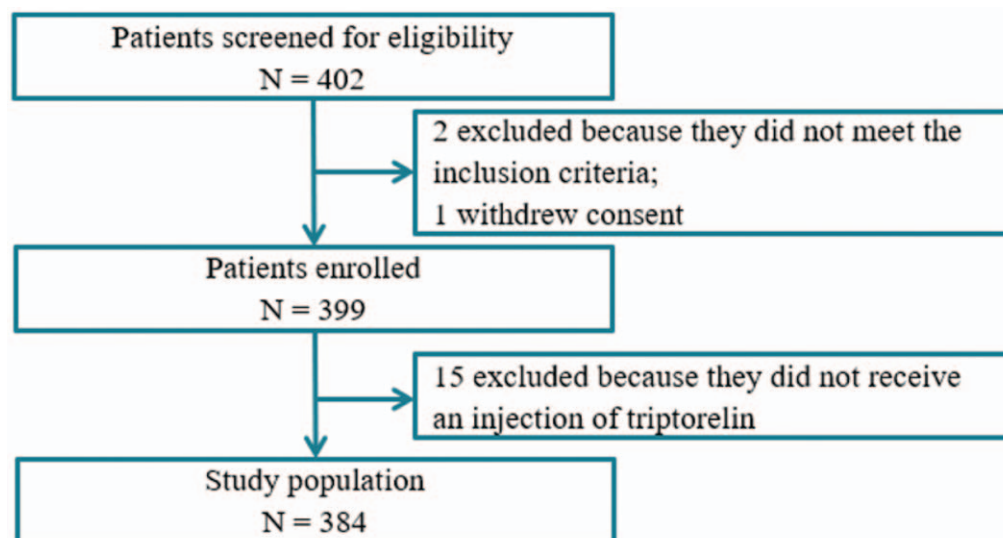 Patients screened for eligibility
N = 402
2 excluded because they did not meet the
inclusion criteria;
1 withdrew consent
Patients enrolled
N = 399
15 excluded because they did not receive
an injection of triptorelin
Study population
N = 384